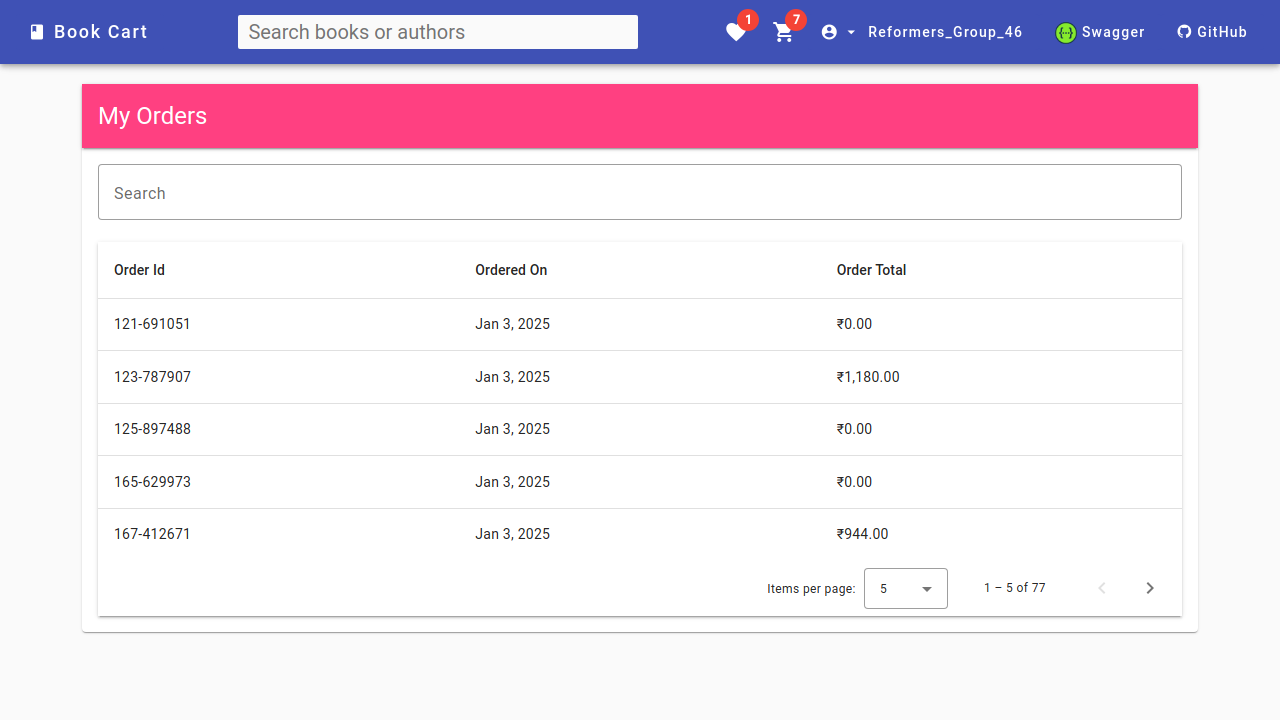 Book Cart
Search books or authors
1
7
Reformers_Group_46
Swagger
GitHub
My Orders
Search
Order Id Ordered On Order Total
121-691051 Jan 3, 2025 ₹0.00
123-787907 Jan 3, 2025 ₹1,180.00
125-897488 Jan 3, 2025 ₹0.00
165-629973 Jan 3, 2025 ₹0.00
167-412671 Jan 3, 2025 ₹944.00
Items per page: 5 1 – 5 of 77